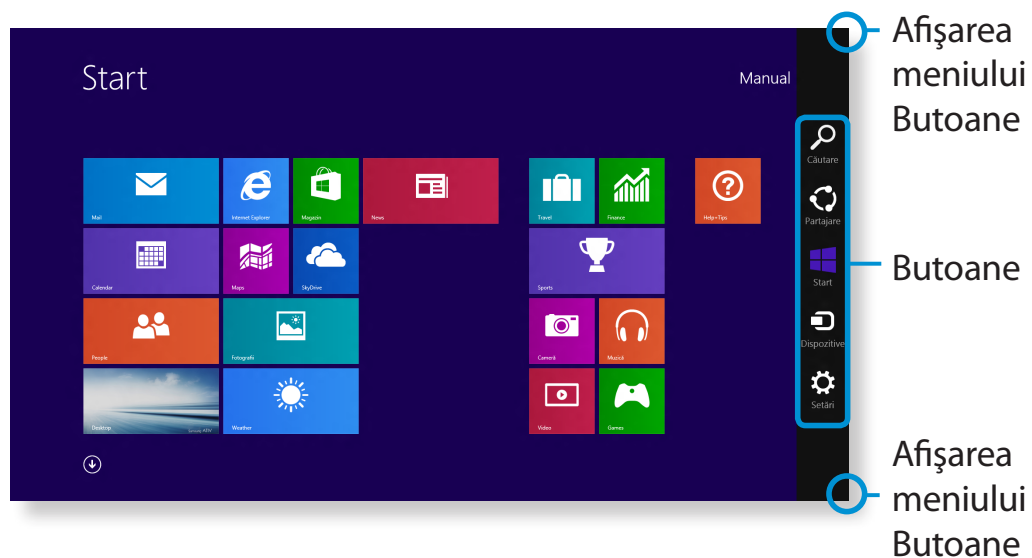 Afişarea
meniului
Butoane
Start
Manual
Căutare
Partajare
Start
Dispozitive
Setări
Butoane
Mail
Internet Explorer
Magazin
News
Travel
Finance
Help+Tips
Calendar
Maps
SkyDrive
Sports
People
Fotografii
Cameră
Muzică
Desktop
Weather
Video
Games
Afişarea
meniului
Butoane